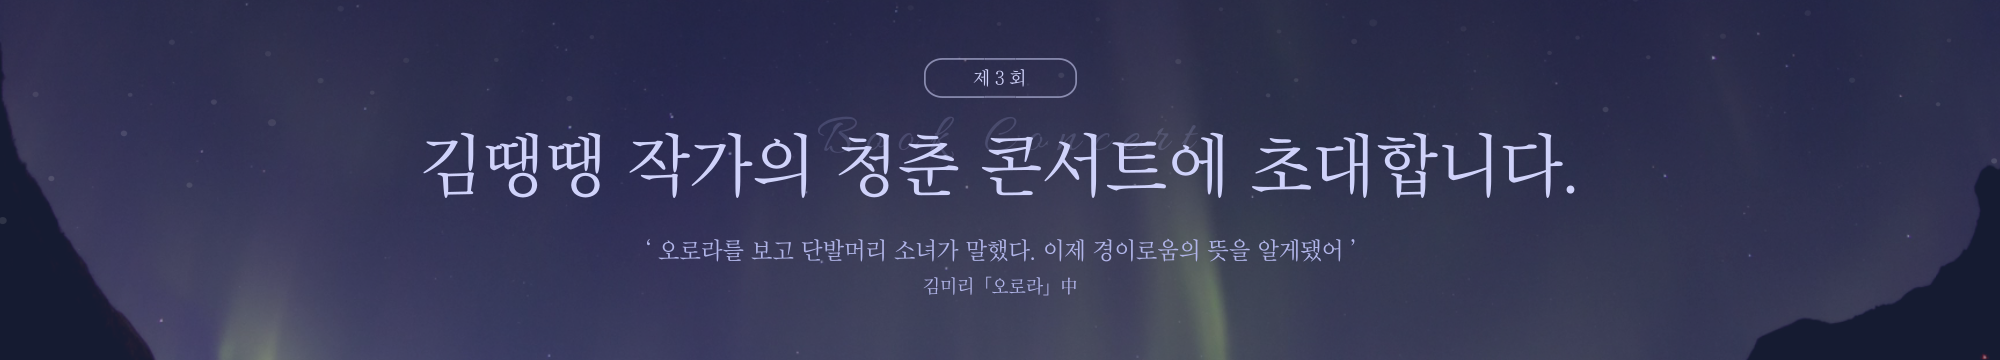 제 3 회
Book Concert
김땡땡 작가의 청춘 콘서트에 초대합니다.
‘ 오로라를 보고 단발머리 소녀가 말했다. 이제 경이로움의 뜻을 알게됐어 ’
김미리「오로라」中